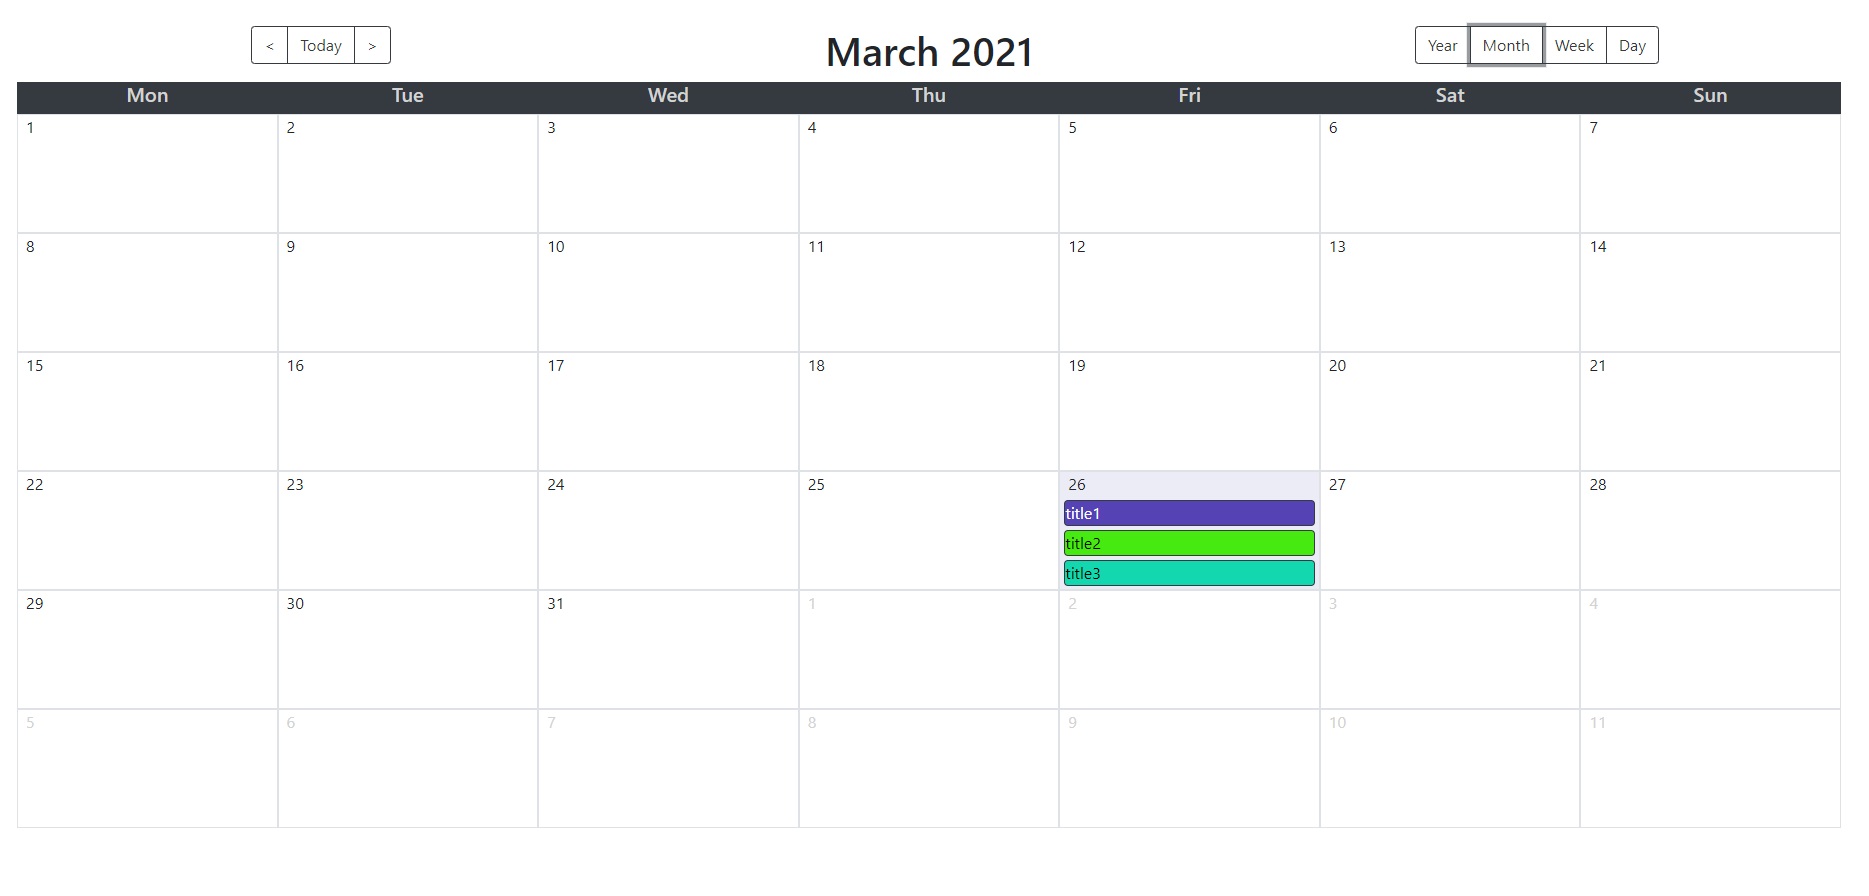 < Today >
March 2021
Year Month Week Day
Mon Tue Wed Thu Fri Sat Sun
1 2 3 4 5 6 7
8 9 10 11 12 13 14
15 16 17 18 19 20 21
22 23 24 25 26 27 28
title1
title2
title3
29 30 31 1 2 3 4
5 6 7 8 9 10 11